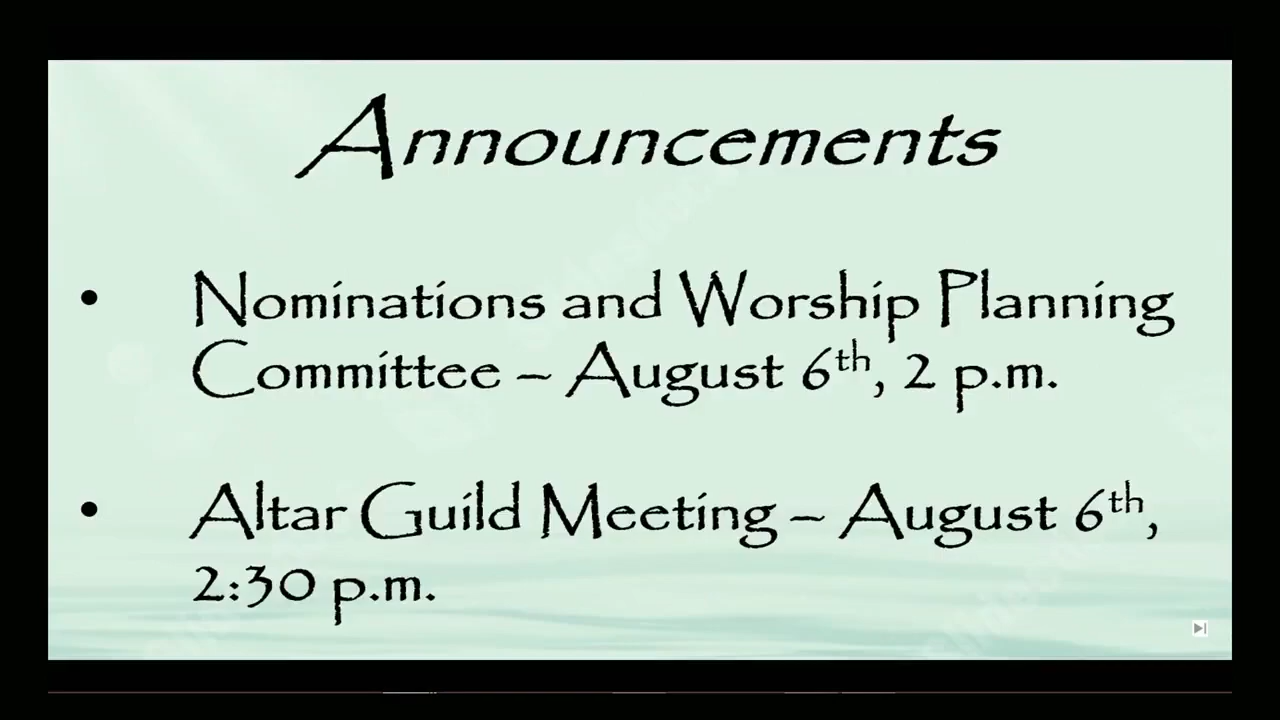 Announcements
• Nominations and Worship Planning
Committee – August 6th, 2 p.m.
• Altar Guild Meeting – August 6th,
2:30 p.m.